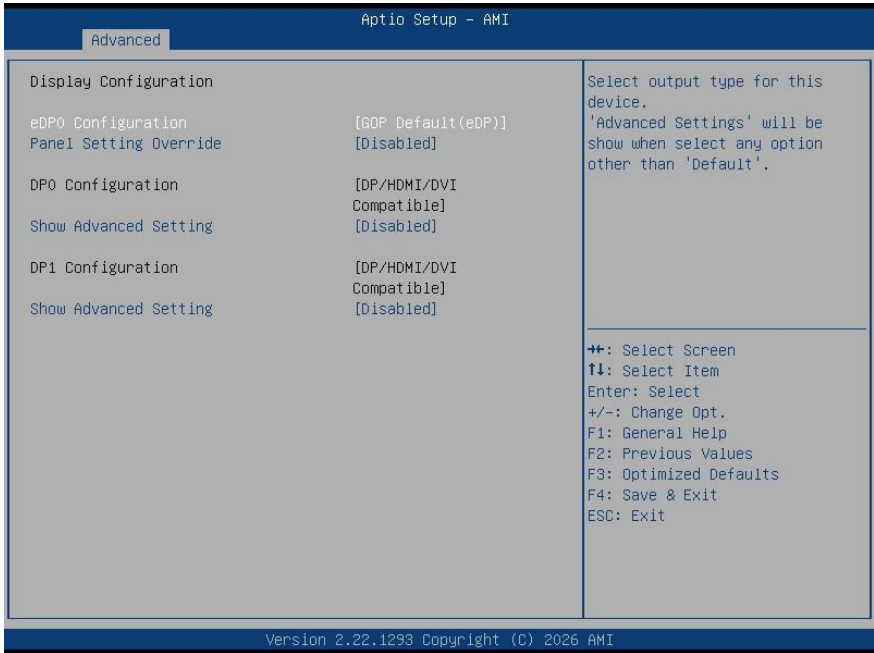 Aptio Setup – AMI
Advanced
Display Configuration
eDP0 Configuration [GOP Default(eDP)]
Panel Setting Override [Disabled]
DP0 Configuration [DP/HDMI/DVI
Compatible]
Show Advanced Setting [Disabled]
DP1 Configuration [DP/HDMI/DVI
Compatible]
Show Advanced Setting [Disabled]
Select output type for this
device.
'Advanced Settings' will be
show when select any option
other than 'Default'.
→←: Select Screen
↑↓: Select Item
Enter: Select
+/-: Change Opt.
F1: General Help
F2: Previous Values
F3: Optimized Defaults
F4: Save & Exit
ESC: Exit
Version 2.22.1293 Copyright (C) 2026 AMI